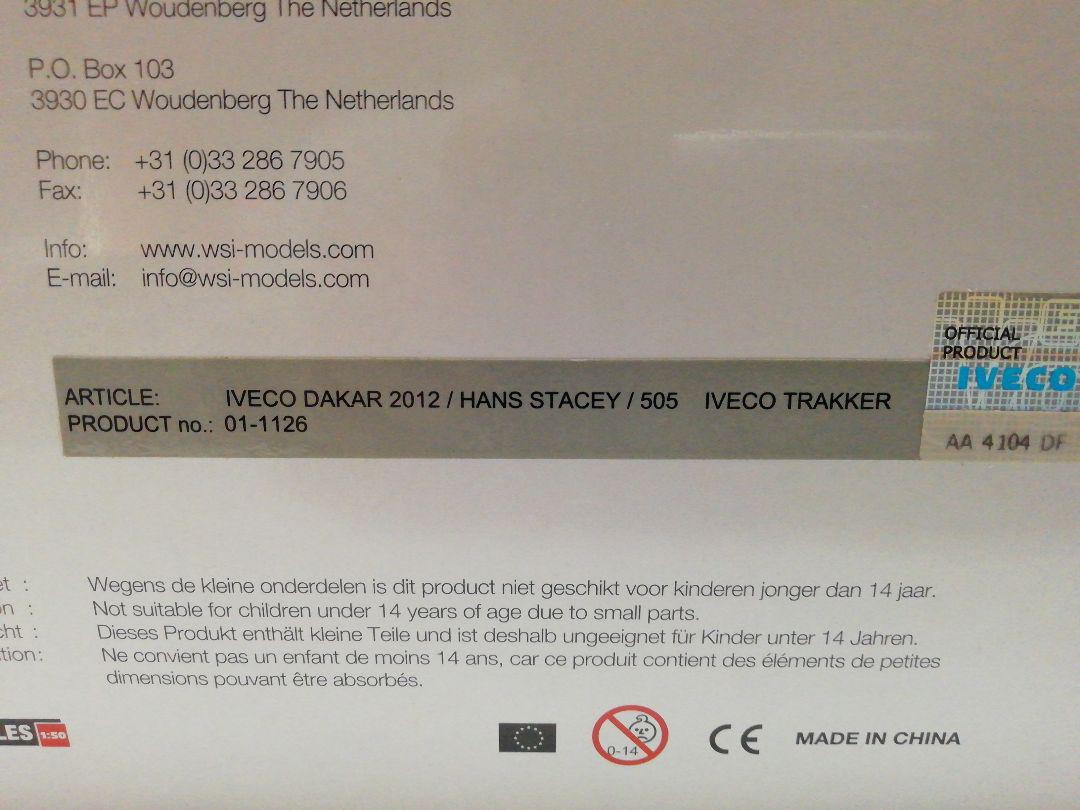 3931 EP Woudenberg The Netherlands
P.O. Box 103
3930 EC Woudenberg The Netherlands
Phone: +31 (0)33 286 7905
Fax: +31 (0)33 286 7906
Info: www.wsi-models.com
E-mail: info@wsi-models.com
OFFICIAL
PRODUCT
IVECO
ARTICLE: IVECO DAKAR 2012 / HANS STACEY / 505 IVECO TRAKKER
PRODUCT no.: 01-1126
AA 4104 DF
et : Wegens de kleine onderdelen is dit product niet geschikt voor kinderen jonger dan 14 jaar.
on : Not suitable for children under 14 years of age due to small parts.
cht : Dieses Produkt enthält kleine Teile und ist deshalb ungeeignet für Kinder unter 14 Jahren.
tion: Ne convient pas un enfant de moins 14 ans, car ce produit contient des éléments de petites
dimensions pouvant être absorbés.
LES 1:50
0-14
CE
MADE IN CHINA